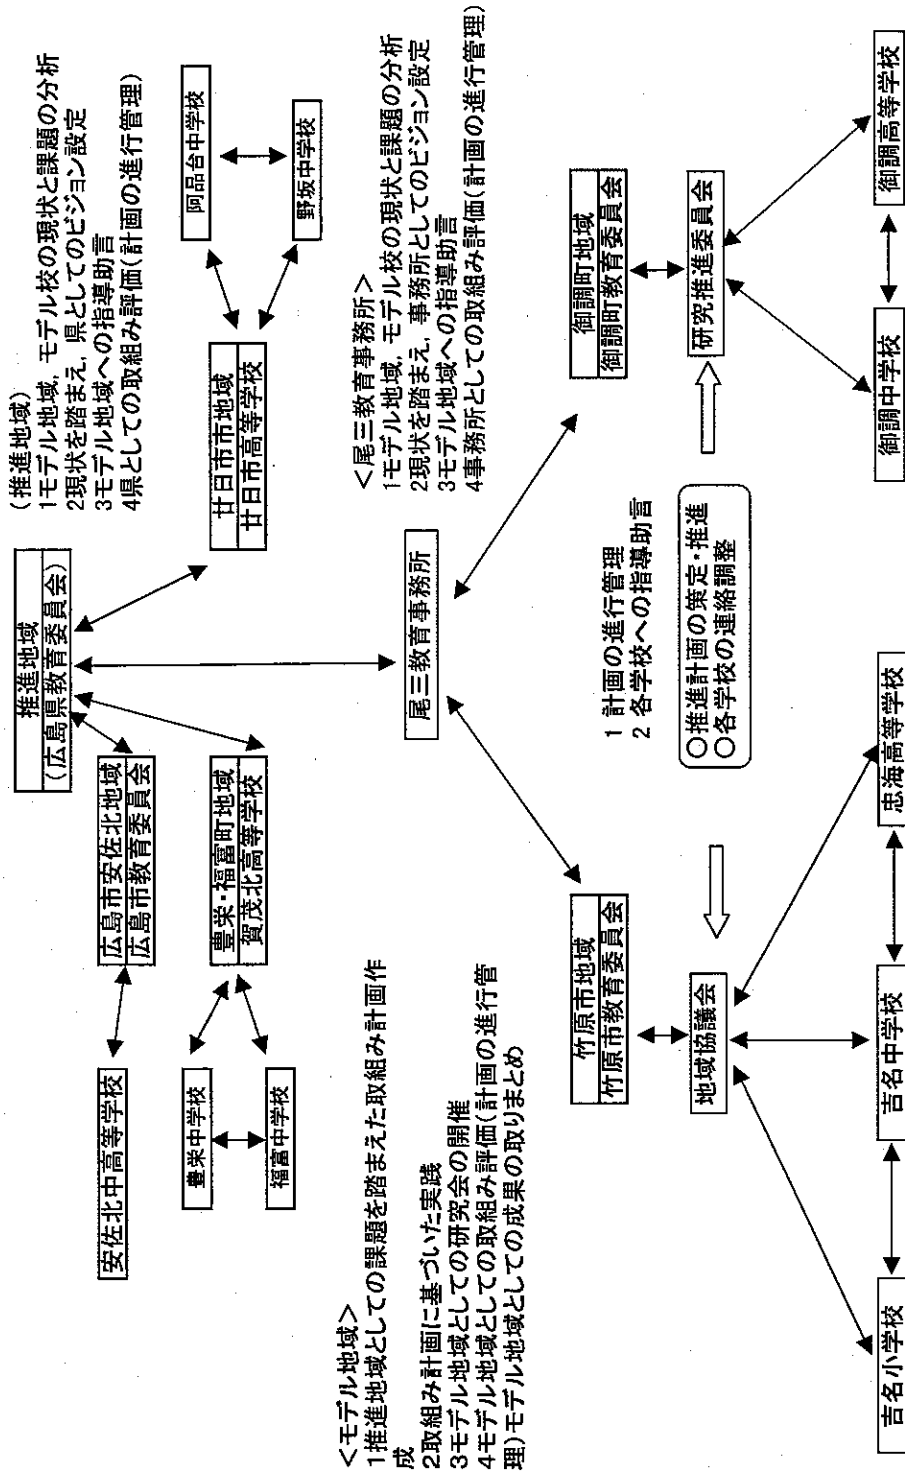 推進地域
(広島県教育委員会)
(推進地域)
1モデル地域,モデル校の現状と課題の分析
2現状を踏まえ,県としてのビジョン設定
3モデル地域への指導助言
4県としての取組み評価(計画の進行管理)
広島市安佐北地域
広島市教育委員会
安佐北中高等学校
豊栄・福富町地域
賀茂北高等学校
豊栄中学校
福富中学校
廿日市市地域
廿日市高等学校
阿品台中学校
野坂中学校
<モデル地域>
1推進地域としての課題を踏まえた取組み計画作
成
2取組み計画に基づいた実践
3モデル地域としての研究会の開催
4モデル地域としての取組み評価(計画の進行管
理)モデル地域としての成果の取りまとめ
尾三教育事務所
<尾三教育事務所>
1モデル地域,モデル校の現状と課題の分析
2現状を踏まえ,事務所としてのビジョン設定
3モデル地域への指導助言
4事務所としての取組み評価(計画の進行管理)
竹原市地域
竹原市教育委員会
地域協議会
1 計画の進行管理
2 各学校への指導助言
○推進計画の策定・推進
○各学校の連絡調整
御調町地域
御調町教育委員会
研究推進委員会
吉名小学校
吉名中学校
忠海高等学校
御調中学校
御調高等学校